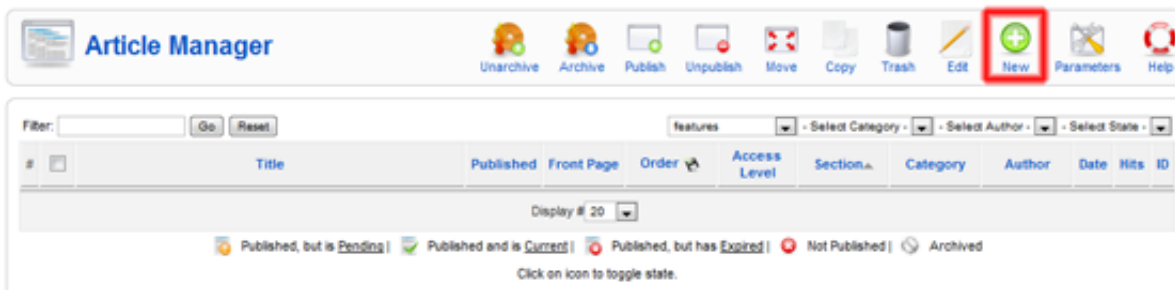 Article Manager
Unarchive Archive Publish Unpublish Move Copy Trash Edit New Parameters Help
Filter: Go Reset features - Select Category - - Select Author - - Select State -
# Title Published Front Page Order Access Level Section Category Author Date Hits ID
Display # 20
Published, but is Pending | Published and is Current | Published, but has Expired | Not Published | Archived
Click on icon to toggle state.